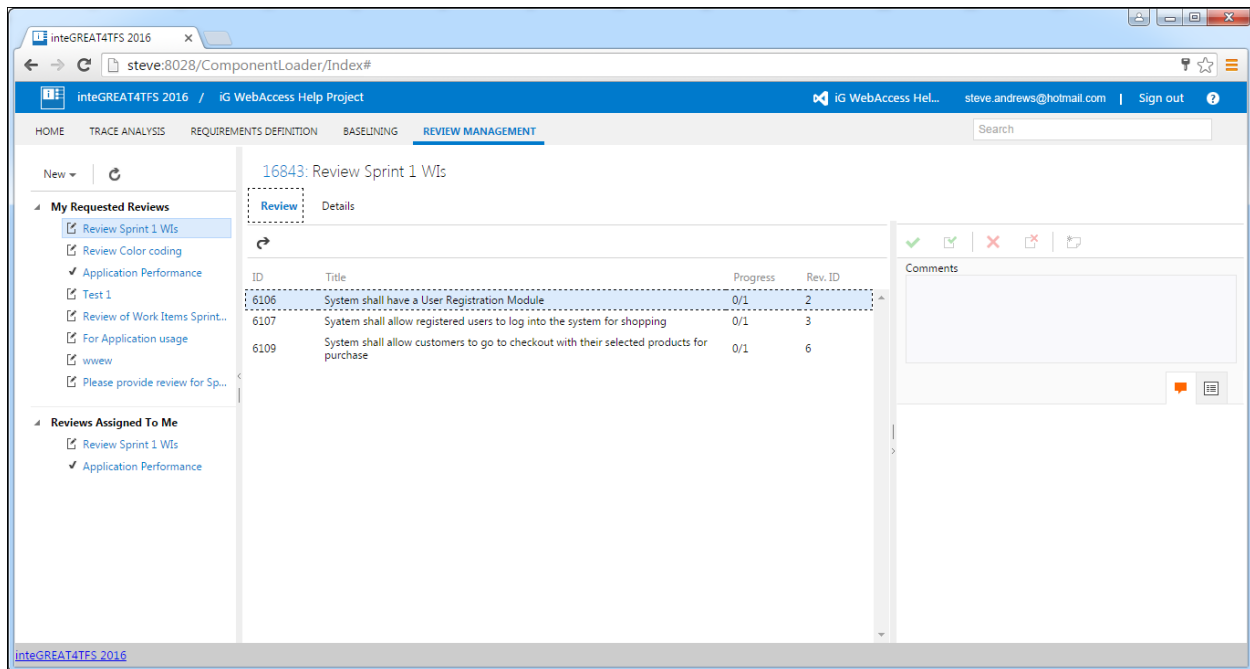 inteGREAT4TFS 2016
steve:8028/ComponentLoader/Index#
inteGREAT4TFS 2016 / iG WebAccess Help Project
iG WebAccess Hel...
steve.andrews@hotmail.com | Sign out
HOME TRACE ANALYSIS REQUIREMENTS DEFINITION BASELINING REVIEW MANAGEMENT
Search
New
16843: Review Sprint 1 WIs
Review Details
My Requested Reviews
Review Sprint 1 WIs
Review Color coding
Application Performance
Test 1
Review of Work Items Sprint...
For Application usage
wwew
Please provide review for Sp...
Reviews Assigned To Me
Review Sprint 1 WIs
Application Performance
ID Title Progress Rev. ID
6106 System shall have a User Registration Module 0/1 2
6107 Syatem shall allow registered users to log into the system for shopping 0/1 3
6109 System shall allow customers to go to checkout with their selected products for 0/1 6
purchase
Comments
inteGREAT4TFS 2016